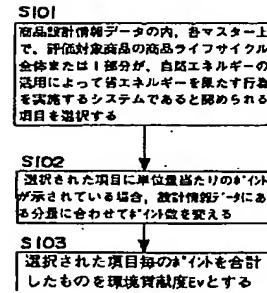 S101
商品設計情報データの内、各マスター上
で、評価対象商品の商品ライフサイクル
全体または1部分が、自然エネルギーの
活用によって省エネルギーを果たす行為
を実施するシステムであると認められる
項目を選択する
S102
選択された項目に単位量当たりのポイント
が示されている場合、設計情報データにあ
る分量に合わせてポイント数を変える
S103
選択された項目毎のポイントを合計
したものを環境貢献度Evとする